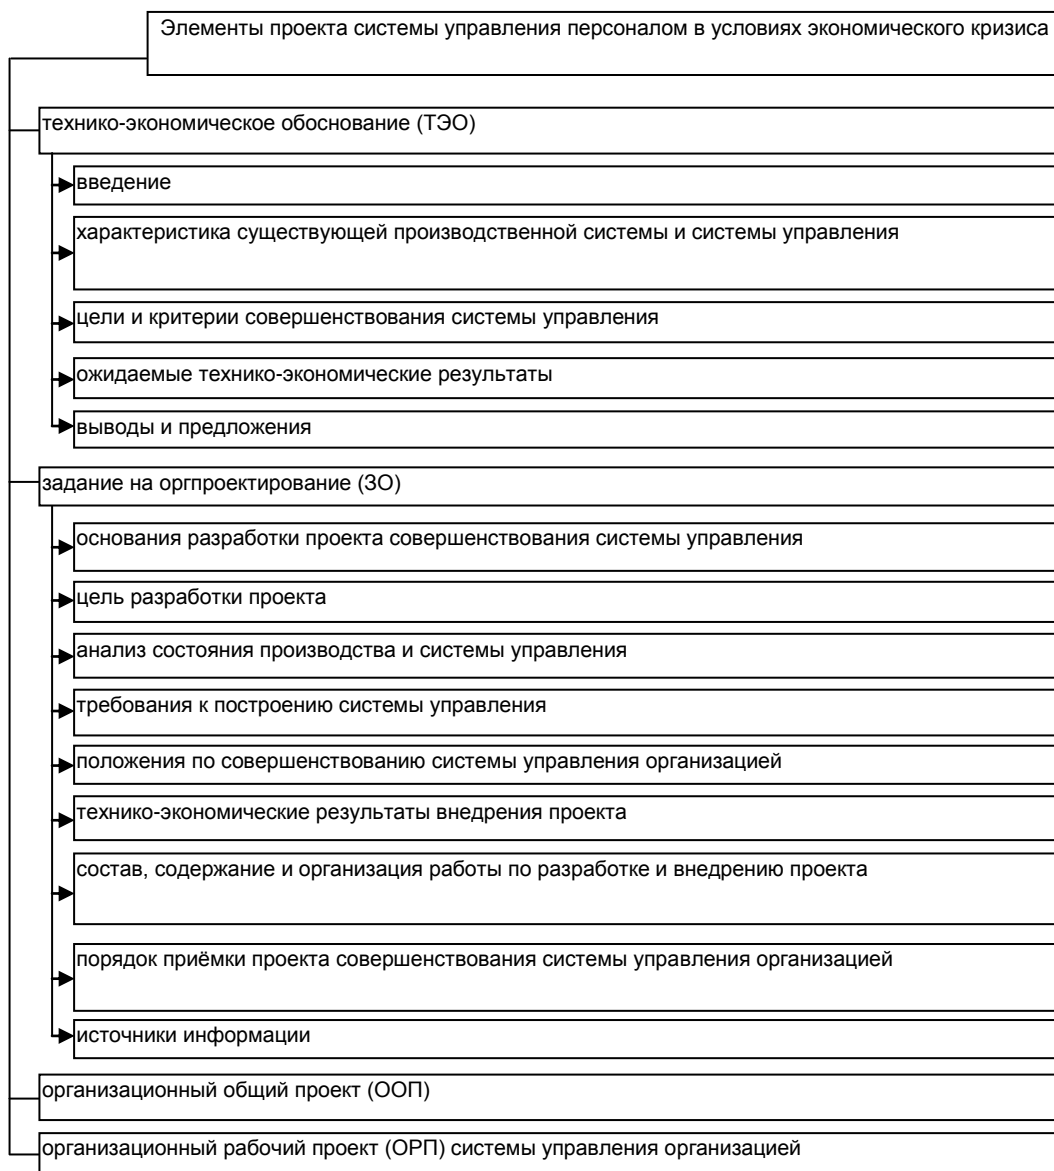 Элементы проекта системы управления персоналом в условиях экономического кризиса
технико-экономическое обоснование (ТЭО)
введение
характеристика существующей производственной системы и системы управления
цели и критерии совершенствования системы управления
ожидаемые технико-экономические результаты
выводы и предложения
задание на оргпроектирование (ЗО)
основания разработки проекта совершенствования системы управления
цель разработки проекта
анализ состояния производства и системы управления
требования к построению системы управления
положения по совершенствованию системы управления организацией
технико-экономические результаты внедрения проекта
состав, содержание и организация работы по разработке и внедрению проекта
порядок приёмки проекта совершенствования системы управления организацией
источники информации
организационный общий проект (ООП)
организационный рабочий проект (ОРП) системы управления организацией